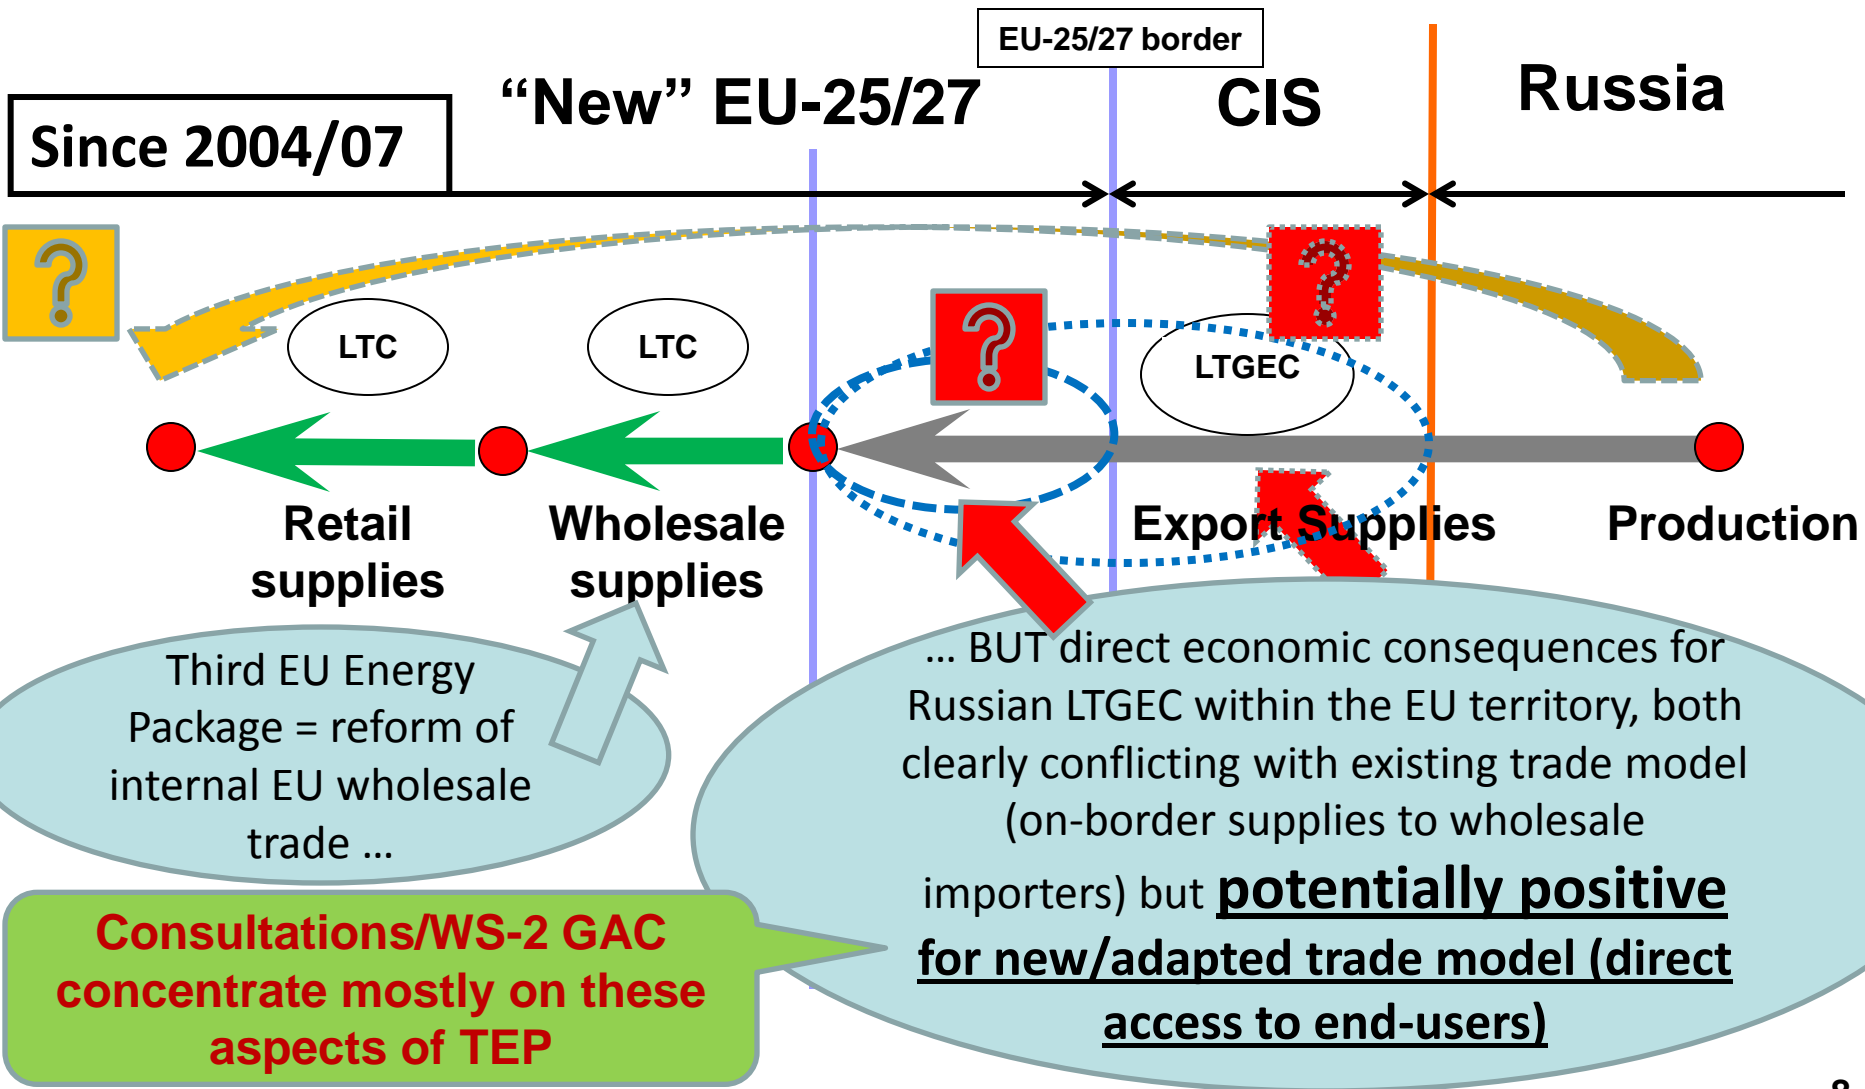 EU-25/27 border
“New” EU-25/27
CIS
Russia
Since 2004/07
?
?
?
LTC
LTC
LTGEC
Retail
supplies
Wholesale
supplies
Export Supplies
Production
Third EU Energy
Package = reform of
internal EU wholesale
trade …
… BUT direct economic consequences for
Russian LTGEC within the EU territory, both
clearly conflicting with existing trade model
(on-border supplies to wholesale
importers) but potentially positive
for new/adapted trade model (direct
access to end-users)
Consultations/WS-2 GAC
concentrate mostly on these
aspects of TEP
8